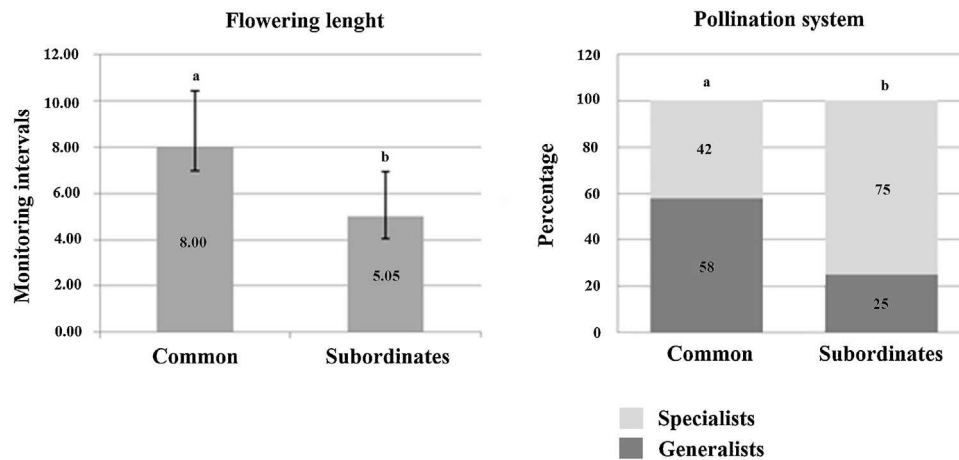 Flowering lenght
Monitoring intervals
12.00
10.00
8.00
6.00
4.00
2.00
0.00
a
b
8.00
5.05
Common Subordinates
Pollination system
Percentage
120
100
80
60
40
20
0
a b
42
75
58
25
Common Subordinates
Specialists
Generalists